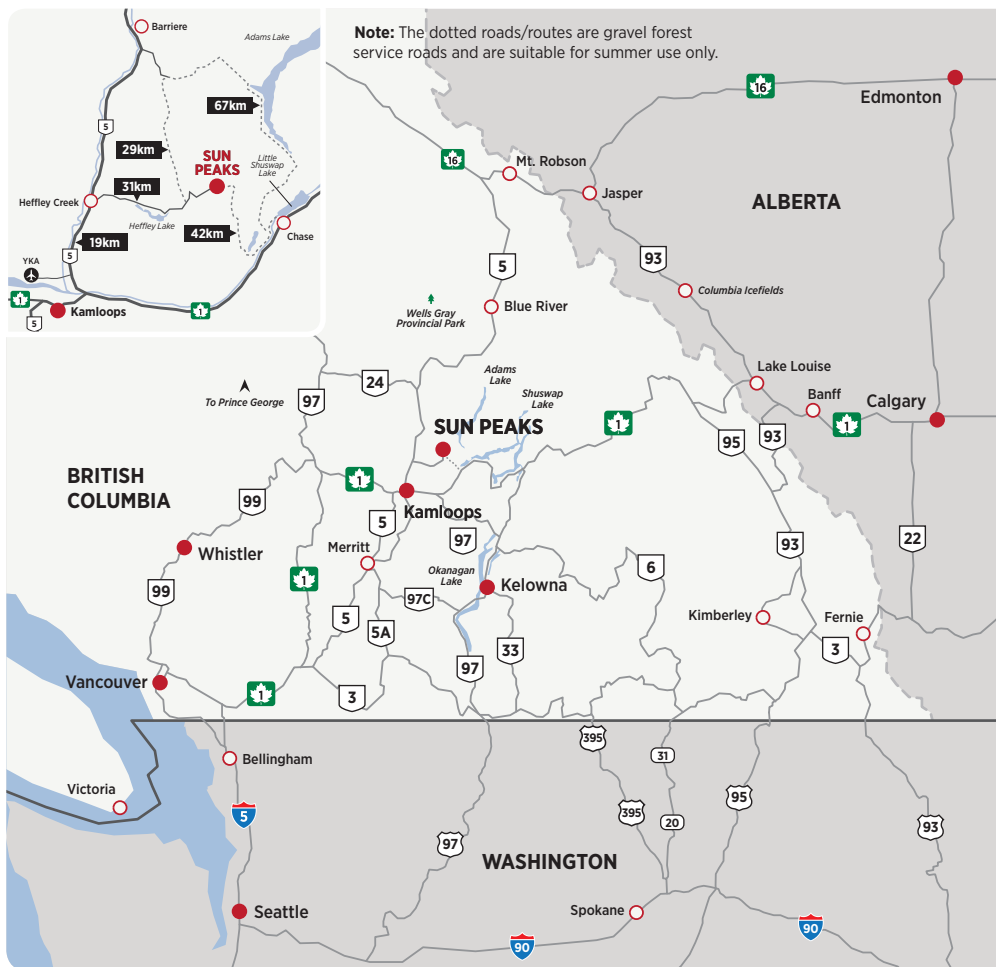 Note: The dotted roads/routes are gravel forest
service roads and are suitable for summer use only.
Barriere
Adams Lake
5
67km
29km
SUN
PEAKS
Little
Shuswap
Lake
31km
Heffley Creek
Heffley Lake
42km
Chase
19km
5
YKA
1
5
Kamloops
1
16
Edmonton
16
Mt. Robson
Jasper
ALBERTA
93
5
Columbia Icefields
Blue River
Wells Gray
Provincial Park
To Prince George
97
24
Adams
Lake
Shuswap
Lake
Lake Louise
Banff
Calgary
1
1
95
93
SUN PEAKS
BRITISH
COLUMBIA
99
1
Kamloops
5
97
93
22
Whistler
Merritt
Okanagan
Lake
Kelowna
6
99
1
97C
5
5A
33
97
Kimberley
Fernie
3
Vancouver
1
3
395
31
Bellingham
Victoria
5
395
20
95
93
97
WASHINGTON
Seattle
Spokane
90
90